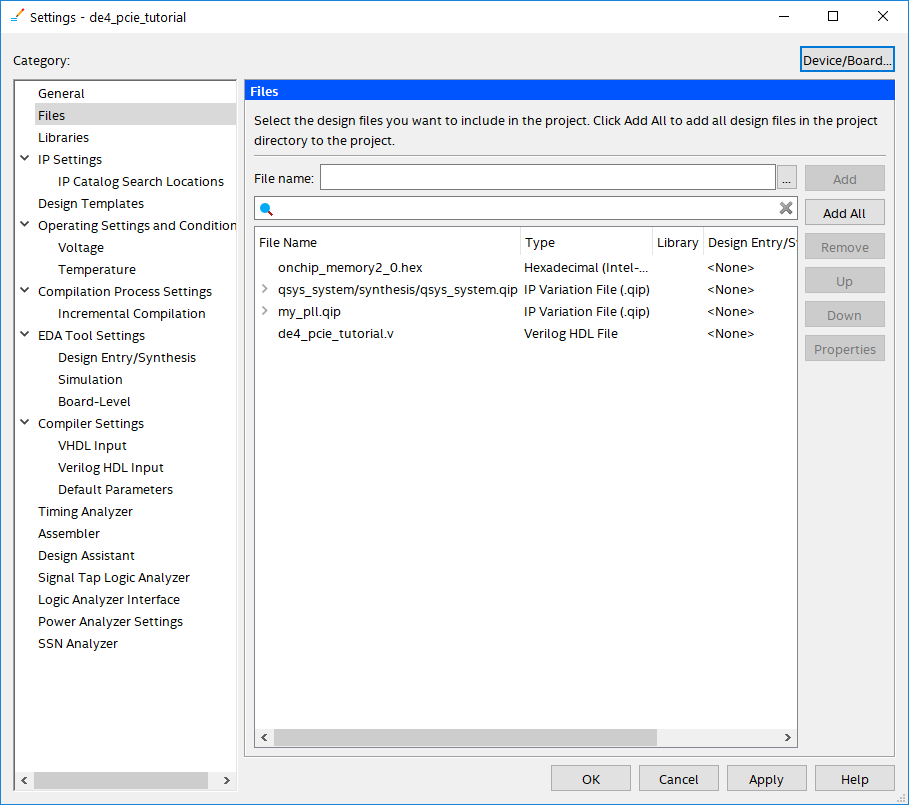 Settings - de4_pcie_tutorial
Category:
Device/Board...
General
Files
Libraries
IP Settings
IP Catalog Search Locations
Design Templates
Operating Settings and Condition
Voltage
Temperature
Compilation Process Settings
Incremental Compilation
EDA Tool Settings
Design Entry/Synthesis
Simulation
Board-Level
Compiler Settings
VHDL Input
Verilog HDL Input
Default Parameters
Timing Analyzer
Assembler
Design Assistant
Signal Tap Logic Analyzer
Logic Analyzer Interface
Power Analyzer Settings
SSN Analyzer
Files
Select the design files you want to include in the project. Click Add All to add all design files in the project
directory to the project.
File name: ... Add
Add All
Remove
Up
Down
Properties
File Name Type Library Design Entry/S
onchip_memory2_0.hex Hexadecimal (Intel-... <None>
qsys_system/synthesis/qsys_system.qip IP Variation File (.qip) <None>
my_pll.qip IP Variation File (.qip) <None>
de4_pcie_tutorial.v Verilog HDL File <None>
OK Cancel Apply Help